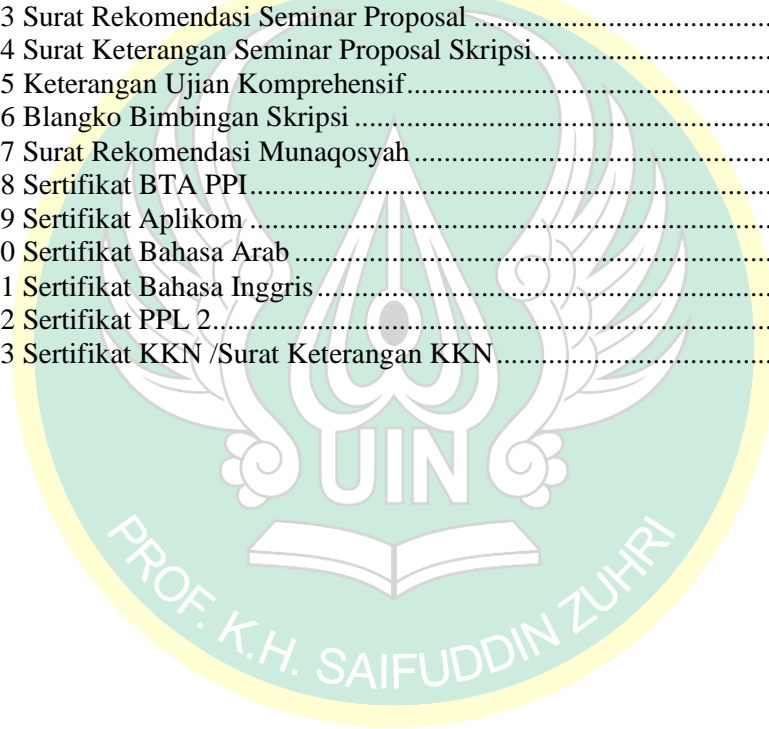 3 Surat Rekomendasi Seminar Proposal ..................................
4 Surat Keterangan Seminar Proposal Skripsi...........................
5 Keterangan Ujian Komprehensif...........................................
6 Blangko Bimbingan Skripsi ..................................................
7 Surat Rekomendasi Munaqosyah ..........................................
8 Sertifikat BTA PPI................................................................
9 Sertifikat Aplikom ................................................................
0 Sertifikat Bahasa Arab .........................................................
1 Sertifikat Bahasa Inggris ......................................................
2 Sertifikat PPL 2.....................................................................
3 Sertifikat KKN /Surat Keterangan KKN.................................
UIN
PROF. K.H. SAIFUDDIN ZUHRI